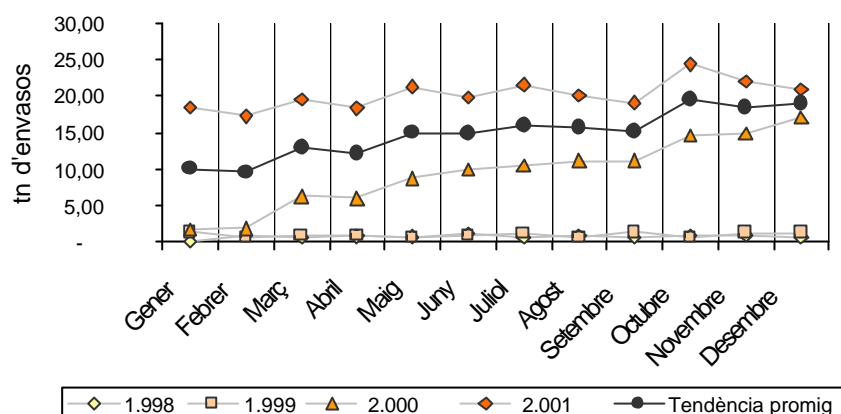 30,00
25,00
20,00
15,00
10,00
5,00
-
tn d'envasos
Gener
Febrer
Març
Abril
Maig
Juny
Juliol
Agost
Setembre
Octubre
Novembre
Desembre
1.998 1.999 2.000 2.001 Tendència promig